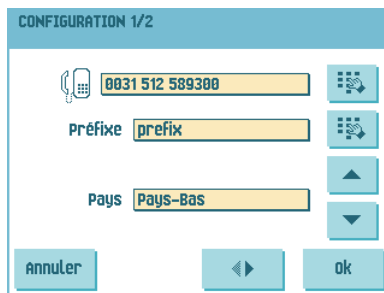 CONFIGURATION 1/2
0031 512 589300
Préfixe prefix
Pays Pays-Bas
Annuler Ok